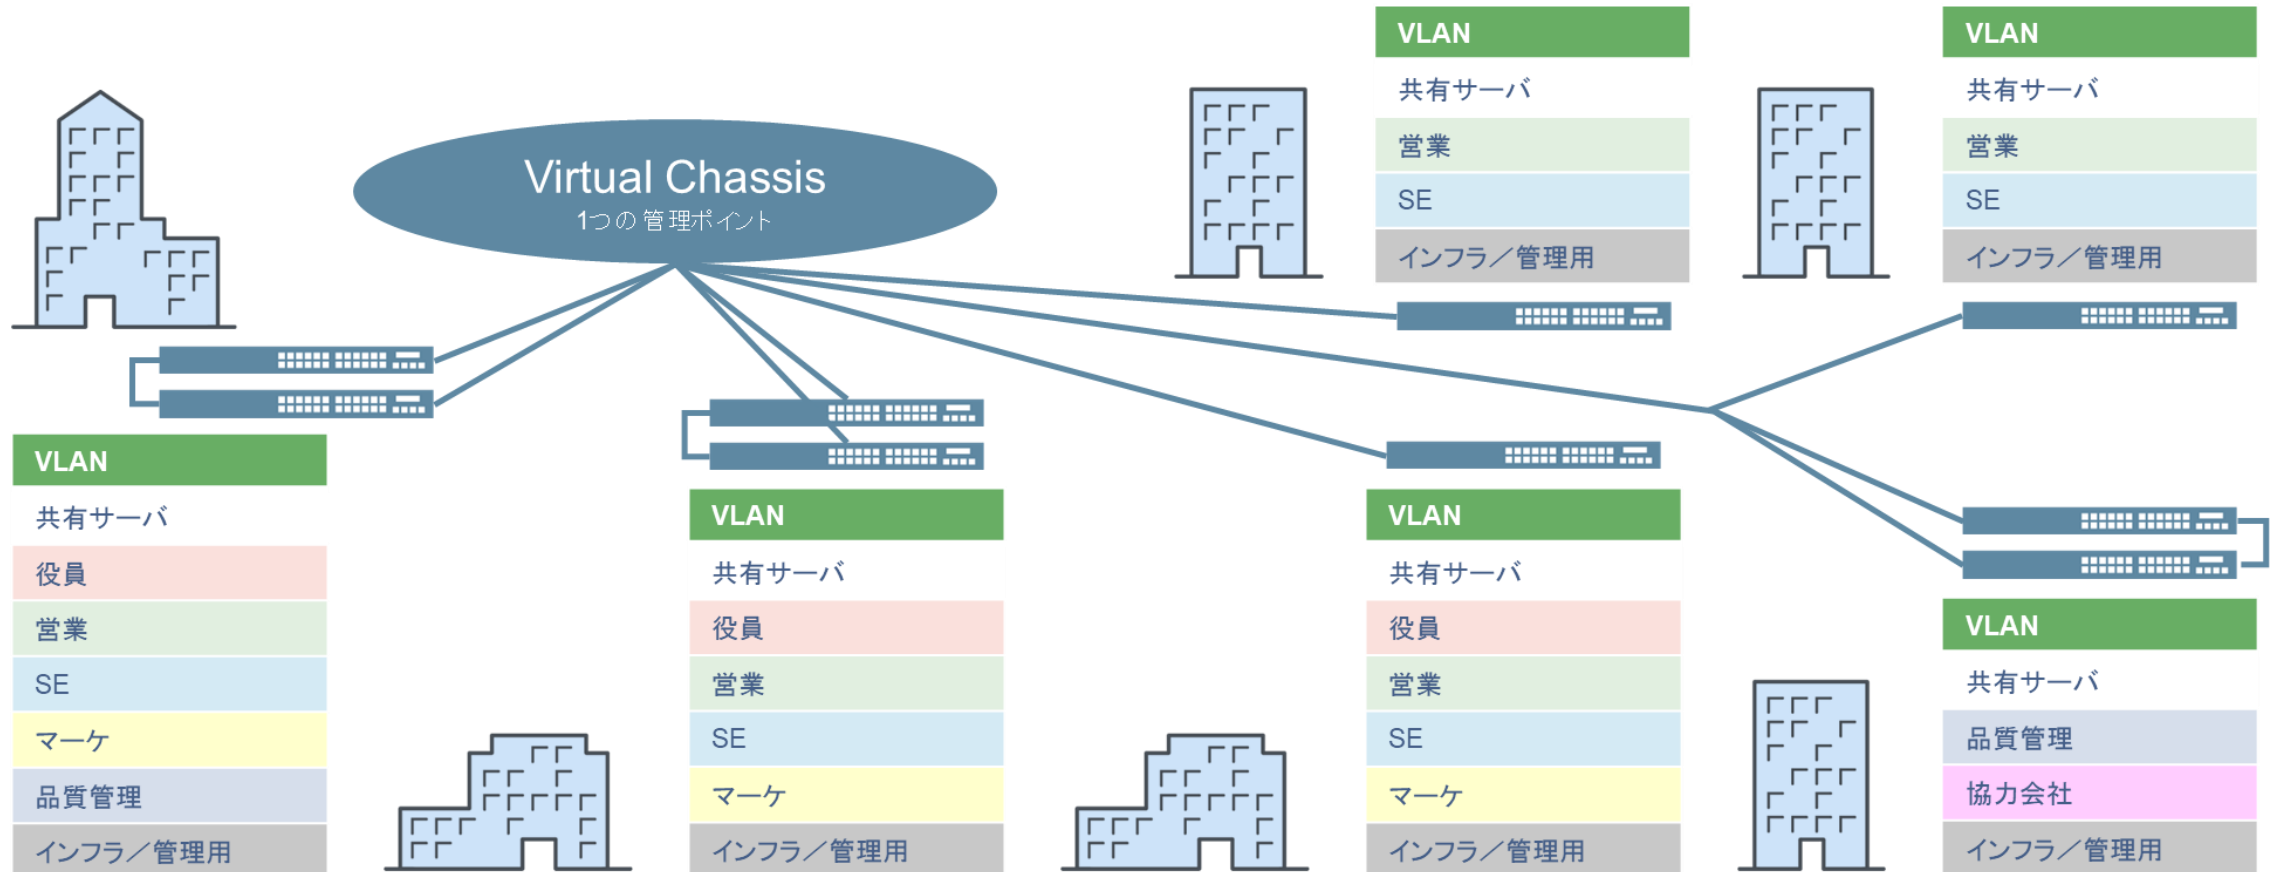 Virtual Chassis
1つの管理ポイント
VLAN
共有サーバ
営業
SE
インフラ／管理用
VLAN
共有サーバ
営業
SE
インフラ／管理用
VLAN
共有サーバ
役員
営業
SE
マーケ
品質管理
インフラ／管理用
VLAN
共有サーバ
役員
営業
SE
マーケ
インフラ／管理用
VLAN
共有サーバ
役員
営業
SE
マーケ
インフラ／管理用
VLAN
共有サーバ
品質管理
協力会社
インフラ／管理用